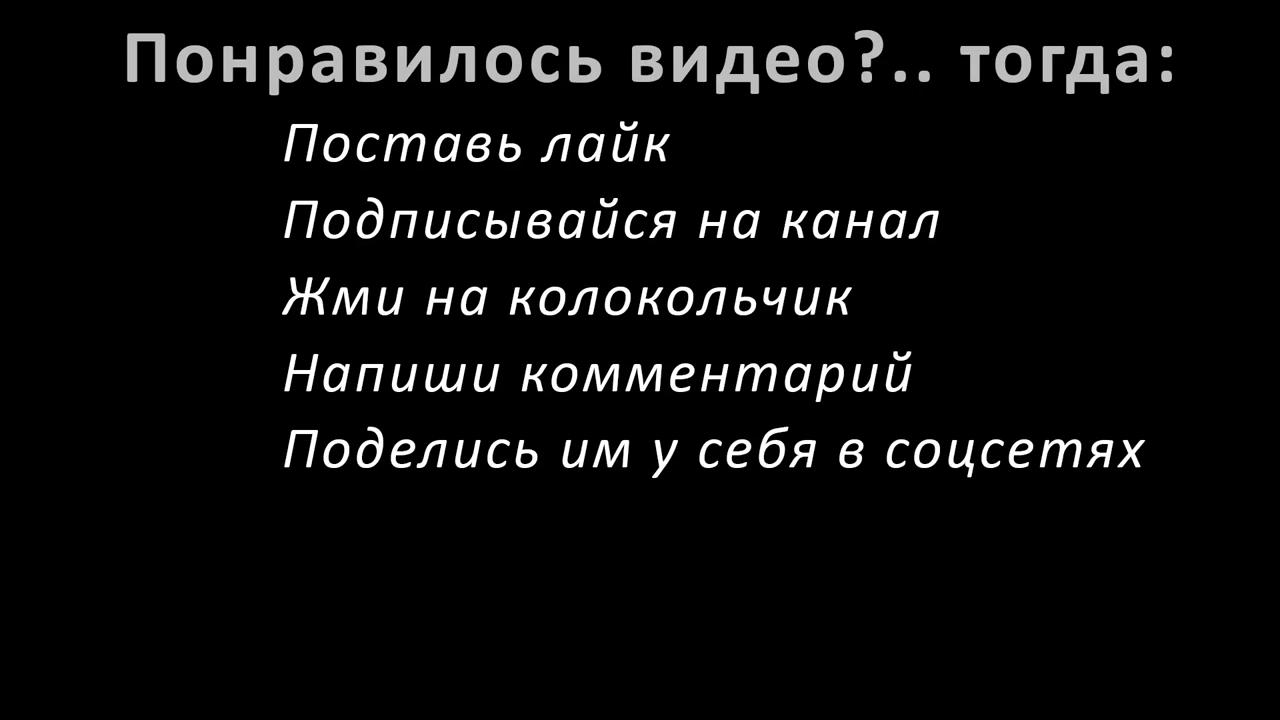 Понравилось видео?.. тогда:
Поставь лайк
Подписывайся на канал
Жми на колокольчик
Напиши комментарий
Поделись им у себя в соцсетях